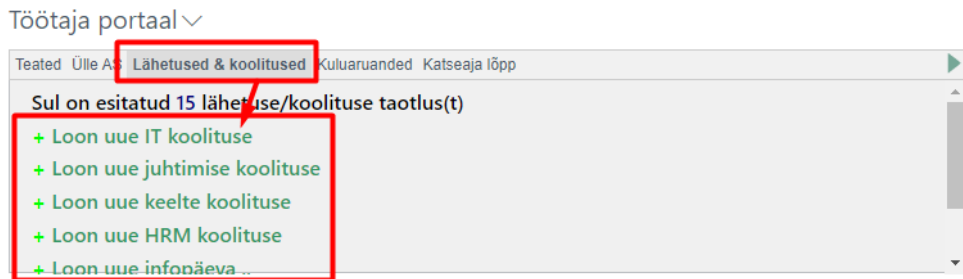 Töötaja portaal
Teated Ülle AS Lähetused & koolitused Kuluaruanded Katseaja lõpp
Sul on esitatud 15 lähetuse/koolituse taotlus(t)
+ Loon uue IT koolituse
+ Loon uue juhtimise koolituse
+ Loon uue keelte koolituse
+ Loon uue HRM koolituse
+ Loon uue infopäeva ..